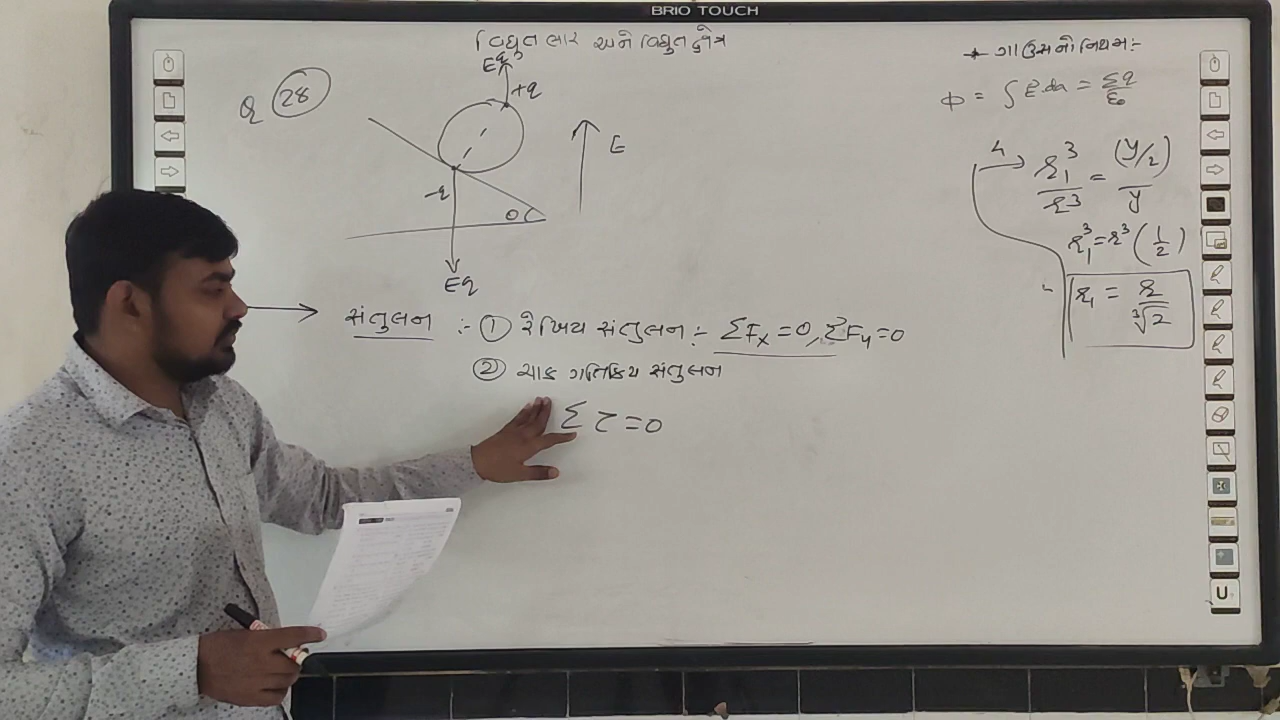 BRIO TOUCH
વિદ્યુતભાર અને વિદ્યુતક્ષેત્ર
Q 28
Eq
+q
E
-q
θ
Eq
સંતુલન :- ① રેખિય સંતુલન :- ΣFx = 0, ΣFy = 0
② ચાક ગતિકિય સંતુલન
Στ = 0
* ગાઉસનો નિયમ:-
Φ = ∫ E.da = Σq/ε₀
r₁³/r³ = (y/2)/y
r₁³ = r³ (1/2)
r₁ = r/∛2
U